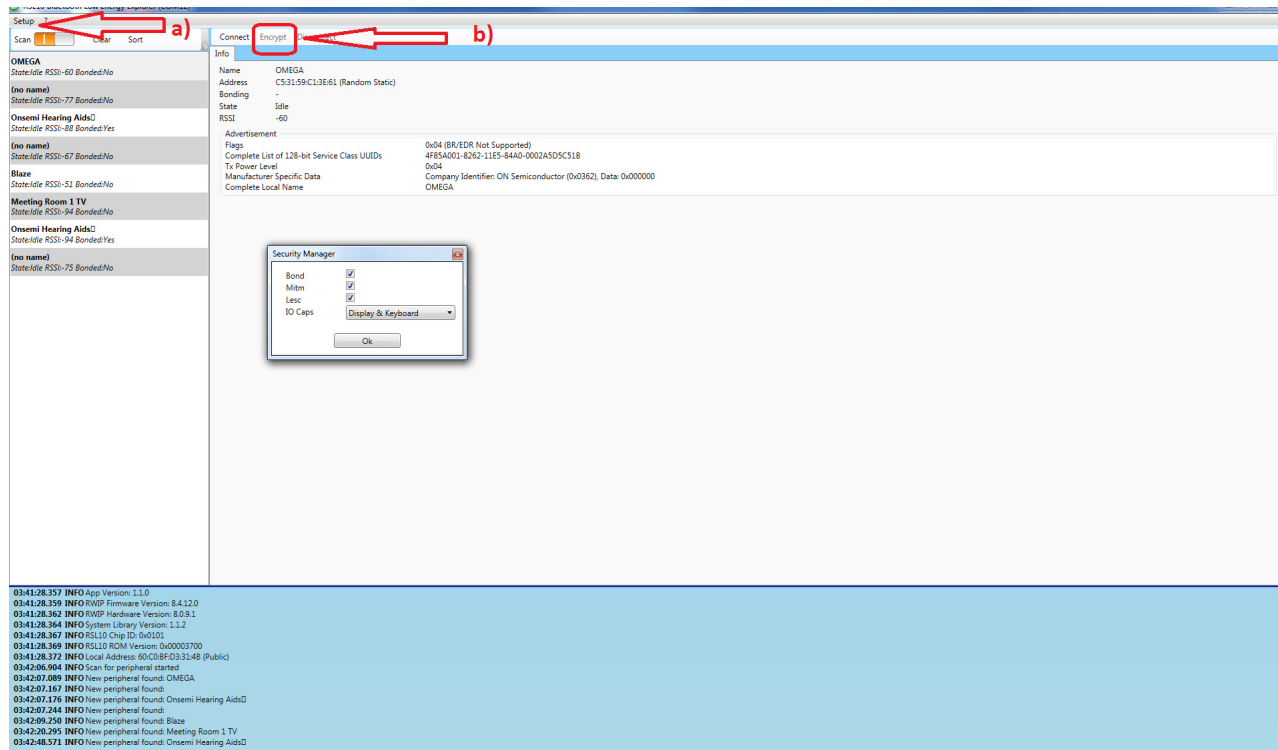 RSL10 Bluetooth Low Energy Explorer (COM12)
Setup ?
a)
Scan Clear Sort
Connect Encrypt
b)
Info
OMEGA
State:Idle RSSI:-60 Bonded:No
(no name)
State:Idle RSSI:-77 Bonded:No
Onsemi Hearing Aids
State:Idle RSSI:-88 Bonded:Yes
(no name)
State:Idle RSSI:-67 Bonded:No
Blaze
State:Idle RSSI:-51 Bonded:No
Meeting Room 1 TV
State:Idle RSSI:-94 Bonded:No
Onsemi Hearing Aids
State:Idle RSSI:-94 Bonded:Yes
(no name)
State:Idle RSSI:-75 Bonded:No
Name OMEGA
Address C5:31:59:C1:3E:61 (Random Static)
Bonding -
State Idle
RSSI -60
Advertisement
Flags 0x04 (BR/EDR Not Supported)
Complete List of 128-bit Service Class UUIDs 4F85A001-8262-11E5-84A0-0002A5D5C51B
Tx Power Level 0x04
Manufacturer Specific Data Company Identifier: ON Semiconductor (0x0362), Data: 0x000000
Complete Local Name OMEGA
Security Manager
Bond
Mitm
Lesc
IO Caps Display & Keyboard
Ok
03:41:28.357 INFO App Version: 1.1.0
03:41:28.359 INFO RWIP Firmware Version: 8.4.12.0
03:41:28.362 INFO RWIP Hardware Version: 8.0.9.1
03:41:28.364 INFO System Library Version: 1.1.2
03:41:28.367 INFO RSL10 Chip ID: 0x0101
03:41:28.369 INFO RSL10 ROM Version: 0x00003700
03:41:28.372 INFO Local Address: 60:C0:BF:D3:31:4B (Public)
03:42:06.904 INFO Scan for peripheral started
03:42:07.089 INFO New peripheral found: OMEGA
03:42:07.167 INFO New peripheral found:
03:42:07.176 INFO New peripheral found: Onsemi Hearing Aids
03:42:07.244 INFO New peripheral found:
03:42:09.250 INFO New peripheral found: Blaze
03:42:20.295 INFO New peripheral found: Meeting Room 1 TV
03:42:48.571 INFO New peripheral found: Onsemi Hearing Aids